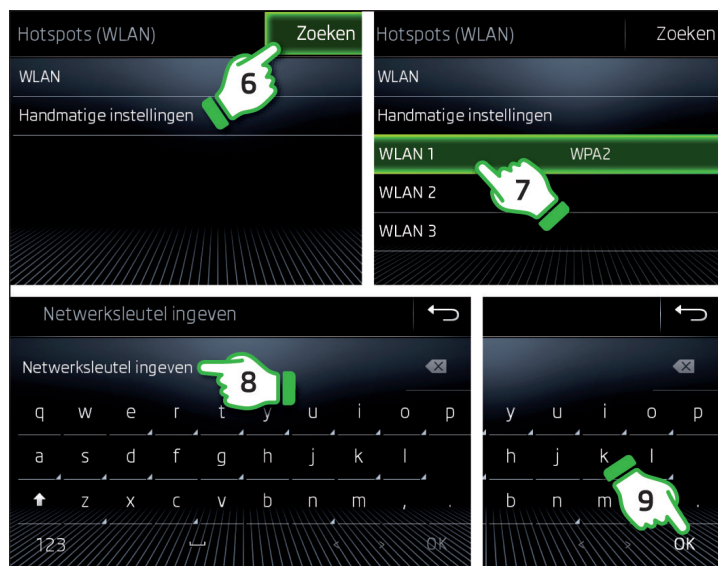 Hotspots (WLAN) Zoeken
WLAN
Handmatige instellingen
6
Hotspots (WLAN) Zoeken
WLAN
Handmatige instellingen
WLAN 1 WPA2
WLAN 2
WLAN 3
7
Netwerksleutel ingeven
Netwerksleutel ingeven
8
q w e r t y u i o p
a s d f g h j k l
z x c v b n m , .
123 < > OK
y u i o p
h j k l
b n m .
9
< > OK